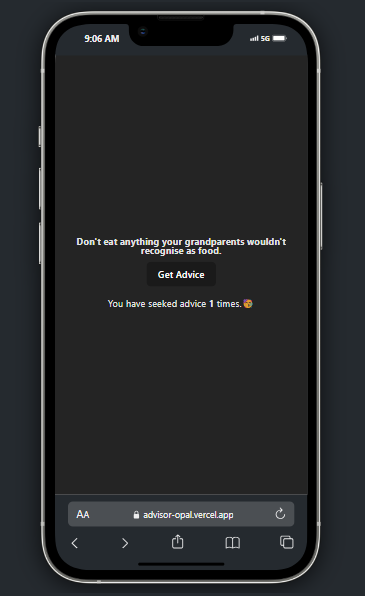 9:06 AM
5G
Don't eat anything your grandparents wouldn't
recognise as food.
Get Advice
You have seeked advice 1 times.🤯
AA
advisor-opal.vercel.app